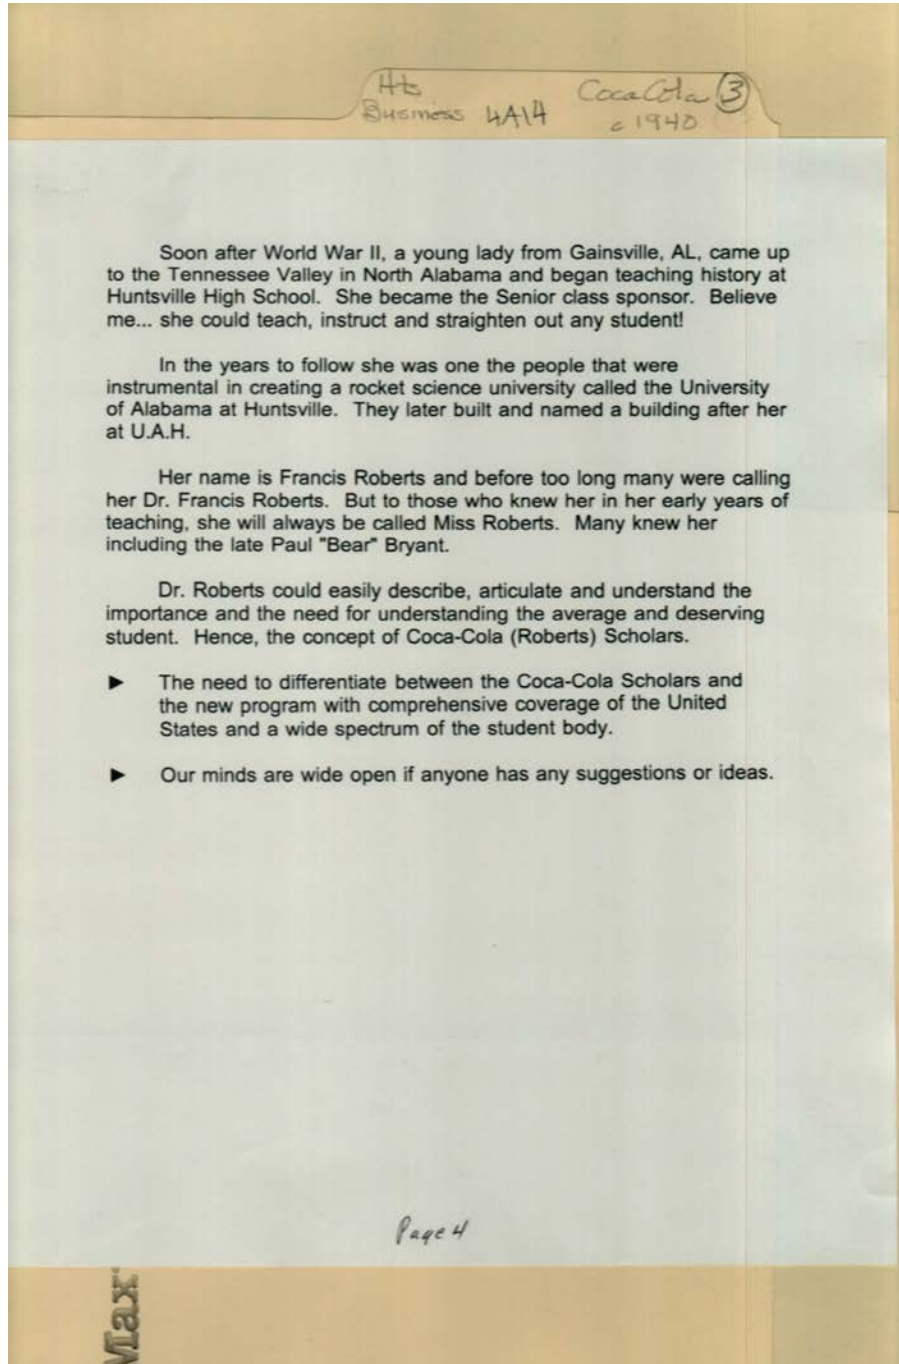 Hts
Business 4A14
CocaCola 3
c 1940
Soon after World War II, a young lady from Gainsville, AL, came up
to the Tennessee Valley in North Alabama and began teaching history at
Huntsville High School. She became the Senior class sponsor. Believe
me... she could teach, instruct and straighten out any student!
In the years to follow she was one the people that were
instrumental in creating a rocket science university called the University
of Alabama at Huntsville. They later built and named a building after her
at U.A.H.
Her name is Francis Roberts and before too long many were calling
her Dr. Francis Roberts. But to those who knew her in her early years of
teaching, she will always be called Miss Roberts. Many knew her
including the late Paul "Bear" Bryant.
Dr. Roberts could easily describe, articulate and understand the
importance and the need for understanding the average and deserving
student. Hence, the concept of Coca-Cola (Roberts) Scholars.
► The need to differentiate between the Coca-Cola Scholars and
the new program with comprehensive coverage of the United
States and a wide spectrum of the student body.
► Our minds are wide open if anyone has any suggestions or ideas.
Page 4
Max